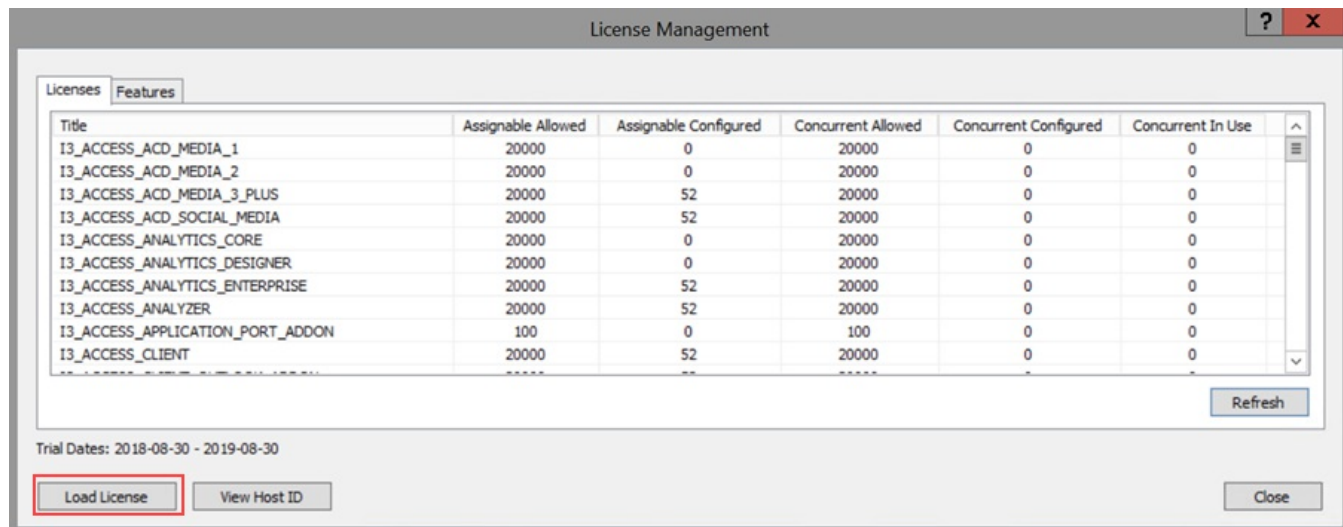 License Management ? x
Licenses Features
Title Assignable Allowed Assignable Configured Concurrent Allowed Concurrent Configured Concurrent In Use
I3_ACCESS_ACD_MEDIA_1 20000 0 20000 0 0
I3_ACCESS_ACD_MEDIA_2 20000 0 20000 0 0
I3_ACCESS_ACD_MEDIA_3_PLUS 20000 52 20000 0 0
I3_ACCESS_ACD_SOCIAL_MEDIA 20000 52 20000 0 0
I3_ACCESS_ANALYTICS_CORE 20000 0 20000 0 0
I3_ACCESS_ANALYTICS_DESIGNER 20000 0 20000 0 0
I3_ACCESS_ANALYTICS_ENTERPRISE 20000 52 20000 0 0
I3_ACCESS_ANALYZER 20000 52 20000 0 0
I3_ACCESS_APPLICATION_PORT_ADDON 100 0 100 0 0
I3_ACCESS_CLIENT 20000 52 20000 0 0
Refresh
Trial Dates: 2018-08-30 - 2019-08-30
Load License View Host ID Close